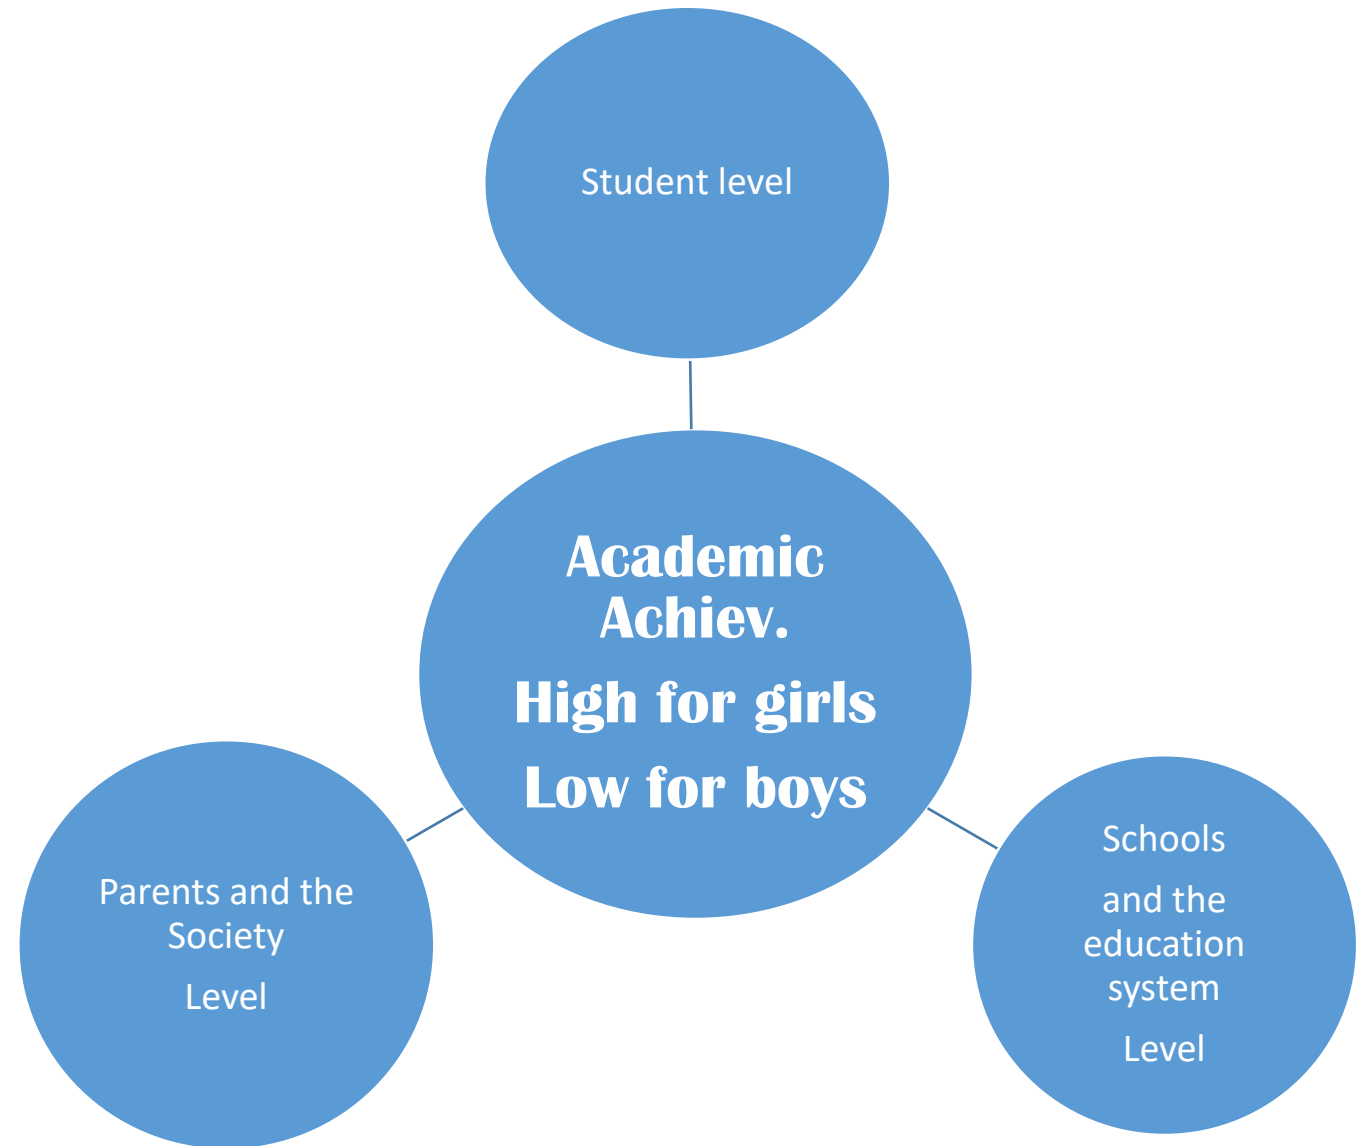 Student level
Academic
Achiev.
High for girls
Low for boys
Parents and the
Society
Level
Schools
and the
education
system
Level